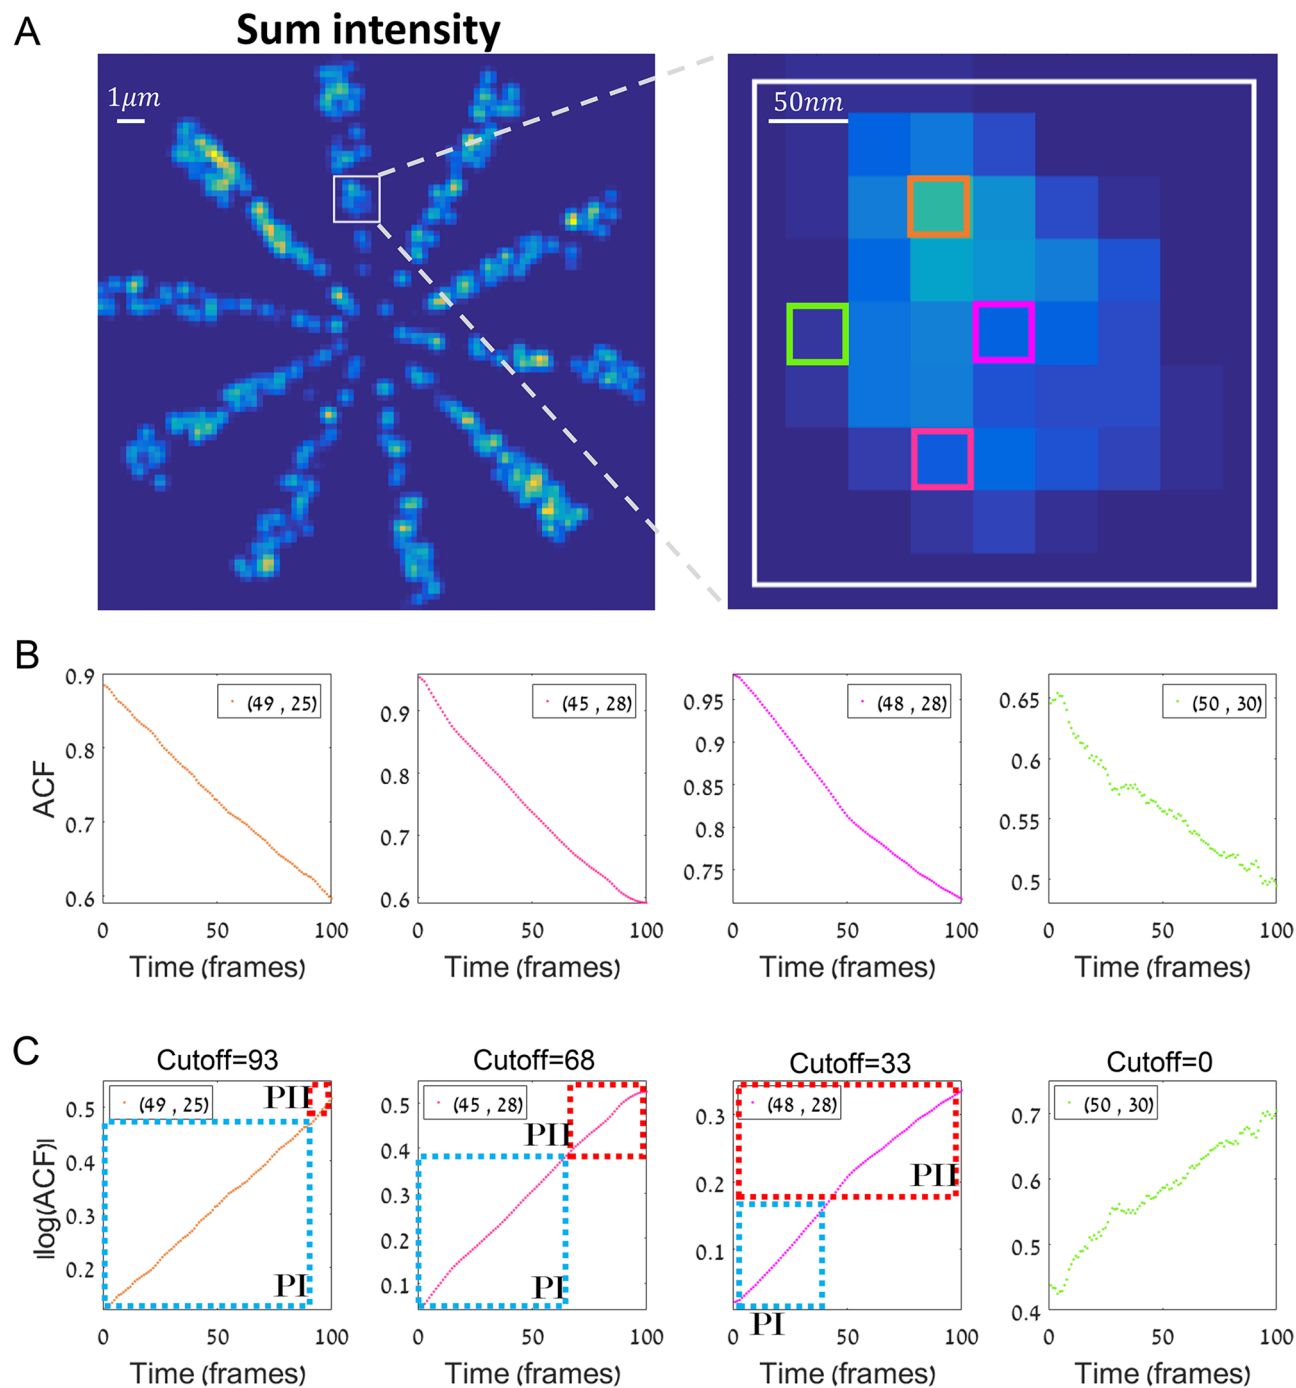 A
Sum intensity
1μm
50nm
B
ACF
0.9
0.8
0.7
0.6
(49 , 25)
0 50 100
Time (frames)
0.9
0.8
0.7
0.6
(45 , 28)
0 50 100
Time (frames)
0.95
0.9
0.85
0.8
0.75
(48 , 28)
0 50 100
Time (frames)
0.65
0.6
0.55
0.5
(50 , 30)
0 50 100
Time (frames)
C
|log(ACF)|
Cutoff=93
(49 , 25)
PII
0.5
0.4
0.3
0.2
PI
0 50 100
Time (frames)
Cutoff=68
(45 , 28)
0.5
PII
0.4
0.3
0.2
0.1
PI
0 50 100
Time (frames)
Cutoff=33
(48 , 28)
0.3
PII
0.2
0.1
PI
0 50 100
Time (frames)
Cutoff=0
(50 , 30)
0.7
0.6
0.5
0.4
0 50 100
Time (frames)